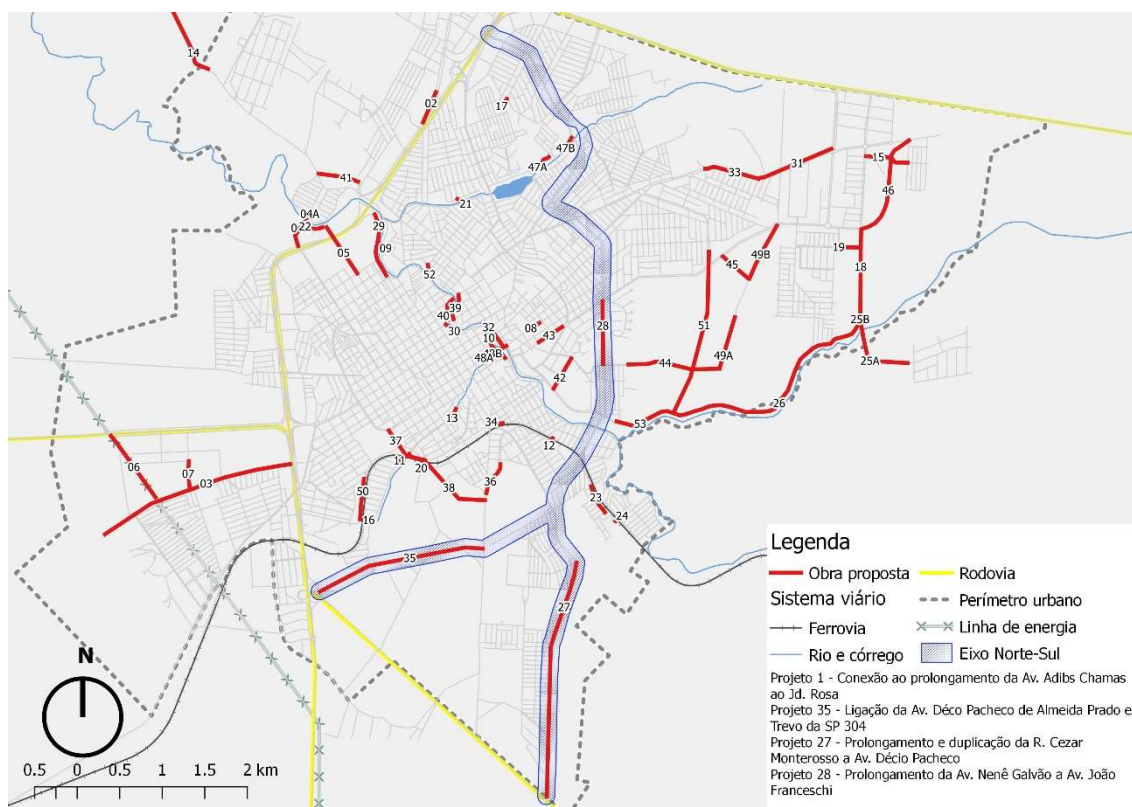 14
02
17
47B
47A
33
31
15
46
41
21
04A
22
29
09
05
52
19
18
45
49B
39
40
30
32
10
48A
48B
08
43
28
51
25B
49A
25A
44
42
26
13
34
53
37
12
11
20
06
07
03
50
38
36
16
23
24
35
27
N
0.5 0 0.5 1 1.5 2 km
Legenda
Obra proposta
Rodovia
Sistema viário
Perímetro urbano
Ferrovia
Linha de energia
Rio e córrego
Eixo Norte-Sul
Projeto 1 - Conexão ao prolongamento da Av. Adibs Chamas
ao Jd. Rosa
Projeto 35 - Ligação da Av. Déco Pacheco de Almeida Prado e
Trevo da SP 304
Projeto 27 - Prolongamento e duplicação da R. Cezar
Monterosso a Av. Décio Pacheco
Projeto 28 - Prolongamento da Av. Nenê Galvão a Av. João
Franceschi